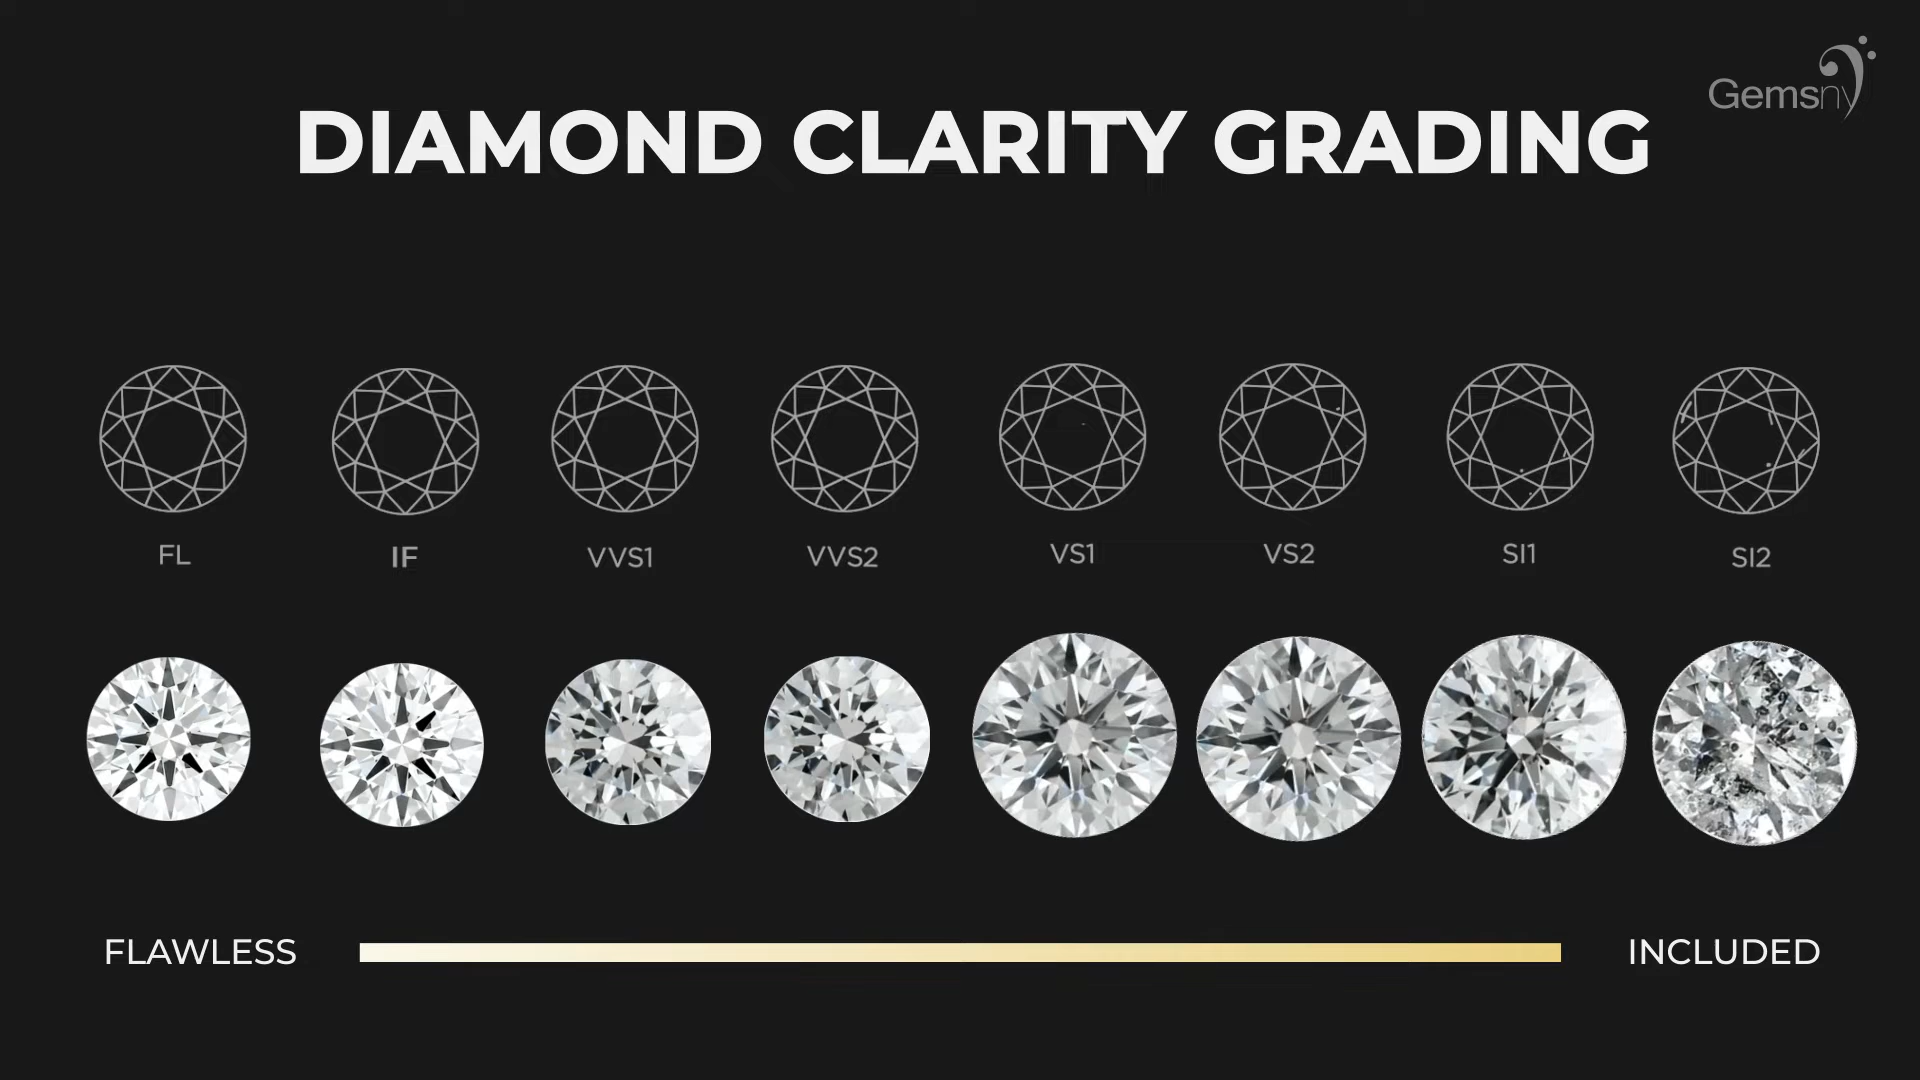 Gemsny
DIAMOND CLARITY GRADING
FL IF VVS1 VVS2 VS1 VS2 SI1 SI2
FLAWLESS INCLUDED